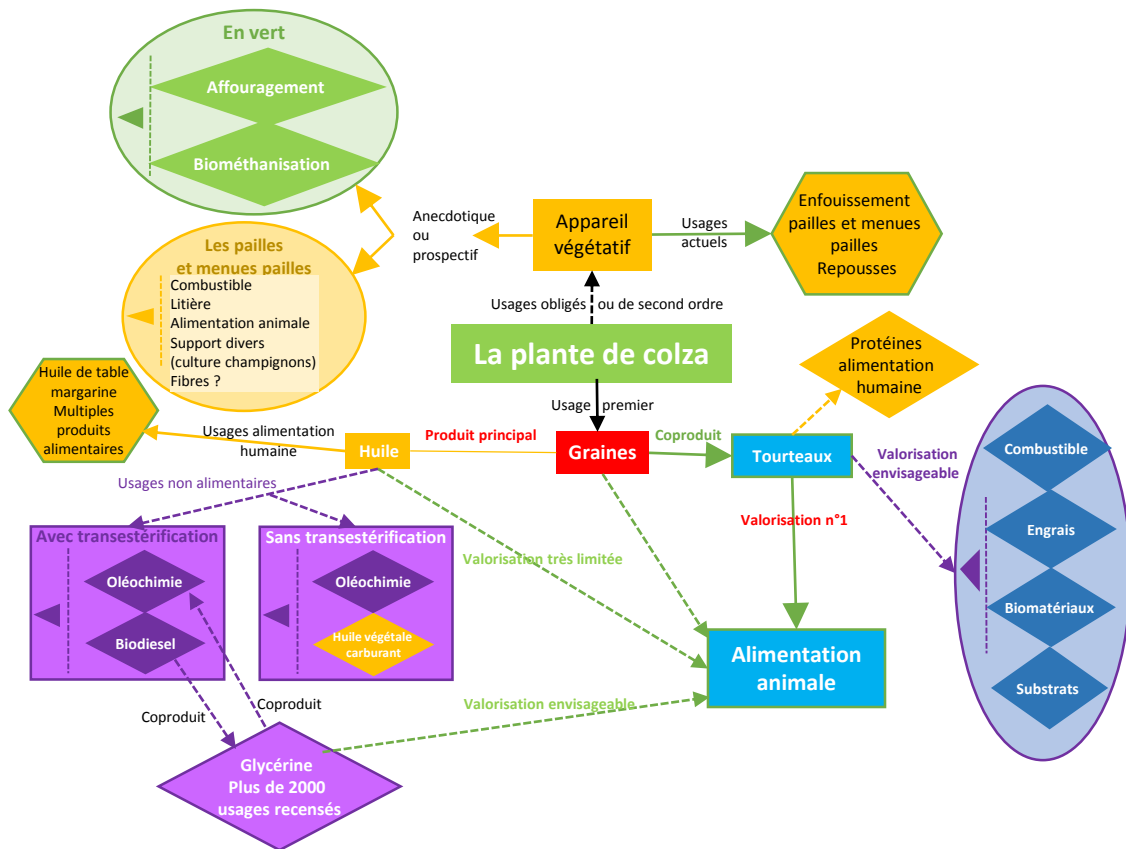 En vert
Affouragement
Biométhanisation
Les pailles
et menues pailles
Combustible
Litière
Alimentation animale
Support divers
(culture champignons)
Fibres ?
Anecdotique
ou
prospectif
Appareil
végétatif
Usages
actuels
Enfouissement
pailles et menues
pailles
Repousses
Usages obligés
ou de second ordre
La plante de colza
Usage
premier
Protéines
alimentation
humaine
Huile de table
margarine
Multiples
produits
alimentaires
Usages alimentation
humaine
Huile
Produit principal
Graines
Coproduit
Tourteaux
Valorisation
envisageable
Combustible
Engrais
Biomatériaux
Substrats
Usages non alimentaires
Valorisation n°1
Avec transestérification
Oléochimie
Biodiesel
Sans transestérification
Oléochimie
Huile végétale
carburant
Valorisation très limitée
Alimentation
animale
Coproduit
Coproduit
Valorisation envisageable
Glycérine
Plus de 2000
usages recensés